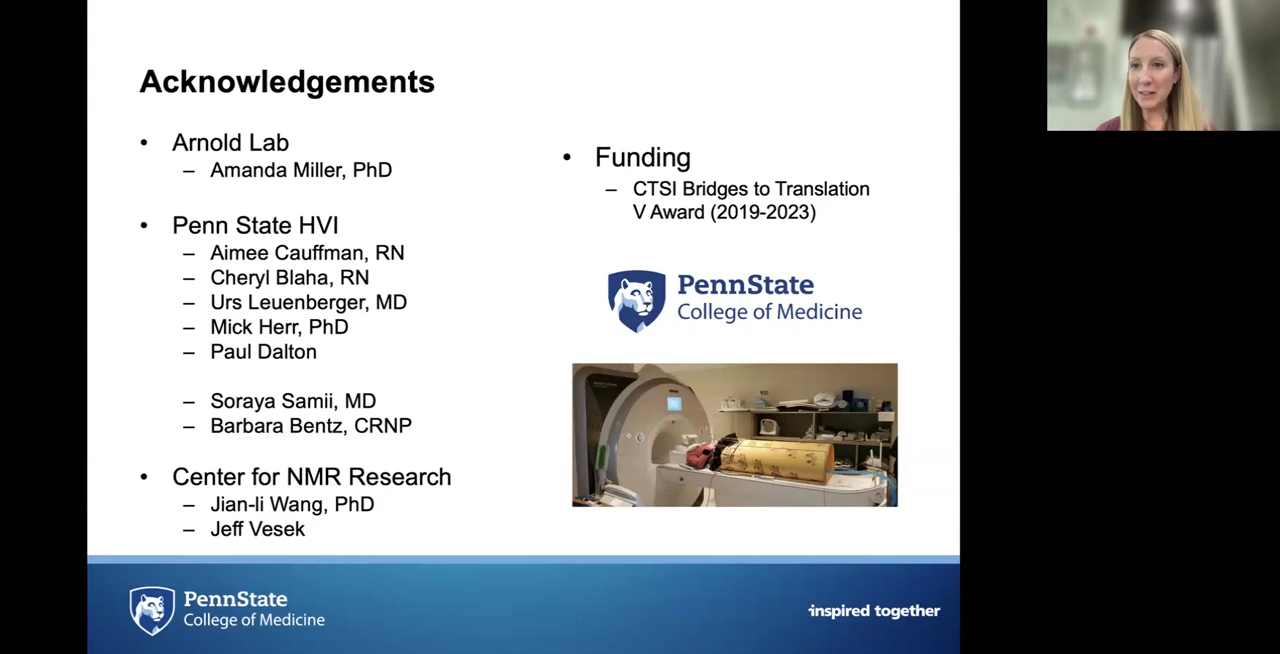 Acknowledgements
• Arnold Lab
– Amanda Miller, PhD
• Penn State HVI
– Aimee Cauffman, RN
– Cheryl Blaha, RN
– Urs Leuenberger, MD
– Mick Herr, PhD
– Paul Dalton
– Soraya Samii, MD
– Barbara Bentz, CRNP
• Center for NMR Research
– Jian-li Wang, PhD
– Jeff Vesek
• Funding
– CTSI Bridges to Translation
V Award (2019-2023)
PennState
College of Medicine
PennState
College of Medicine
inspired together